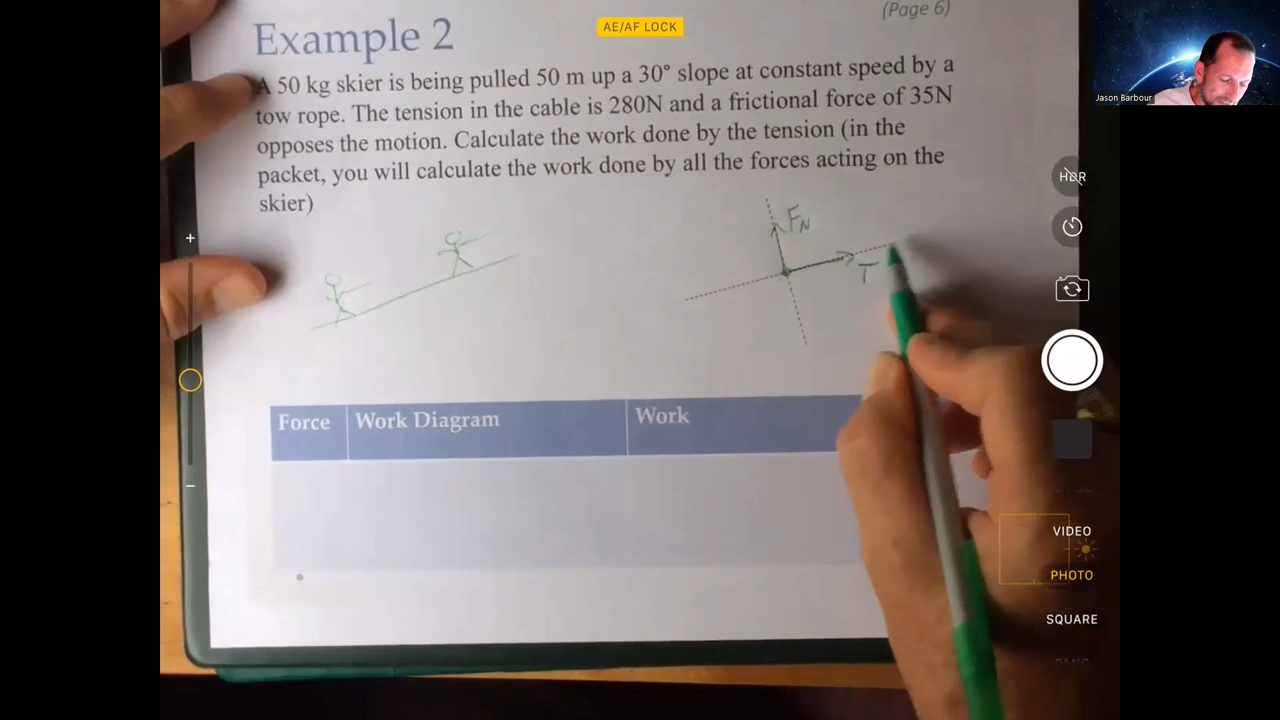 (Page 6)
AE/AF LOCK
Example 2
A 50 kg skier is being pulled 50 m up a 30° slope at constant speed by a
tow rope. The tension in the cable is 280N and a frictional force of 35N
opposes the motion. Calculate the work done by the tension (in the
packet, you will calculate the work done by all the forces acting on the
skier)
Jason Barbour
HDR
FN
T
Force Work Diagram Work
VIDEO
PHOTO
SQUARE